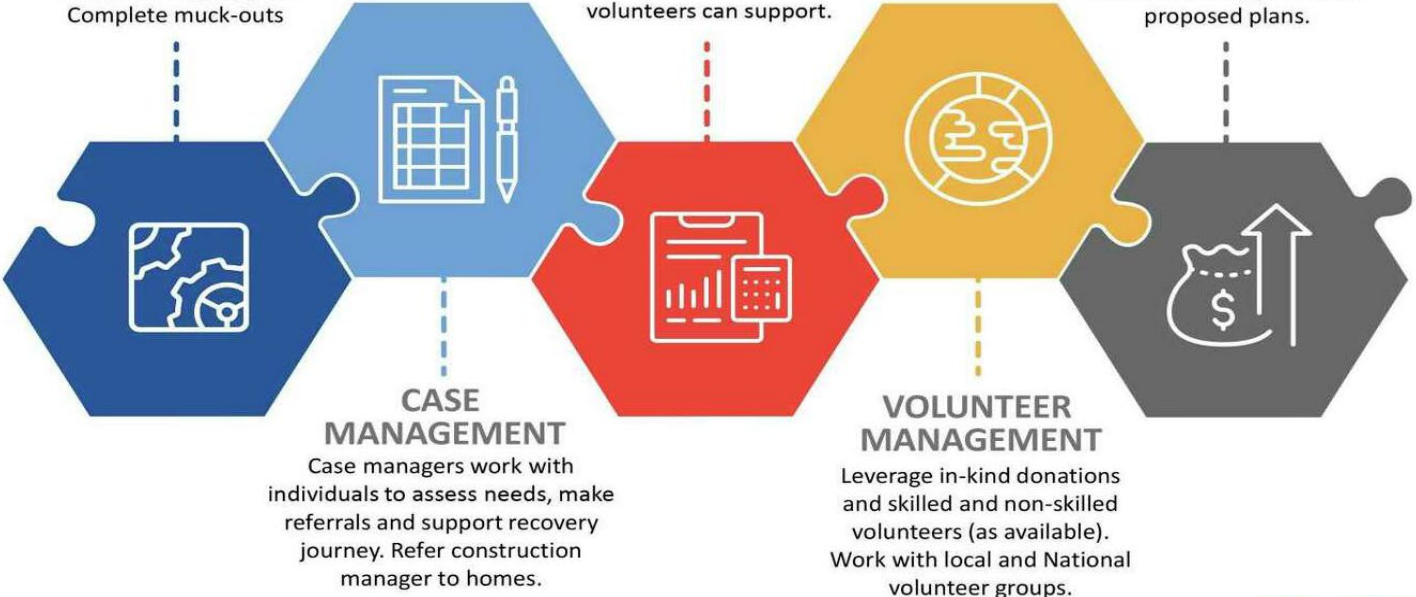 Complete muck-outs
volunteers can support.
proposed plans.
$
CASE
MANAGEMENT
Case managers work with
individuals to assess needs, make
referrals and support recovery
journey. Refer construction
manager to homes.
VOLUNTEER
MANAGEMENT
Leverage in-kind donations
and skilled and non-skilled
volunteers (as available).
Work with local and National
volunteer groups.